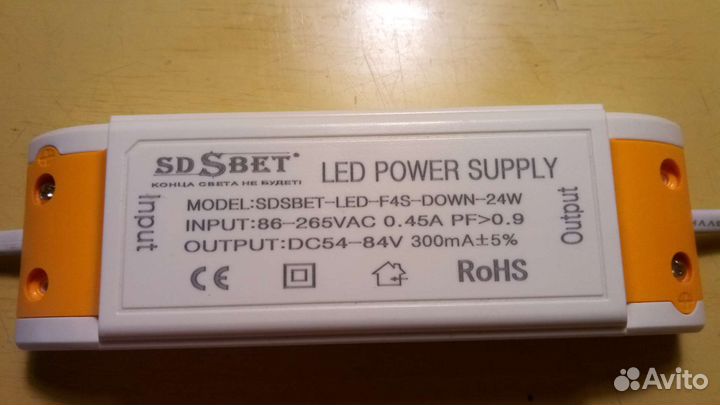 SDSBET®
КОНЦА СВЕТА НЕ БУДЕТ!
LED POWER SUPPLY
MODEL:SDSBET-LED-F4S-DOWN-24W
INPUT:86-265VAC 0.45A PF>0.9
OUTPUT:DC54-84V 300mA±5%
CE
RoHS
Input
Output
Avito